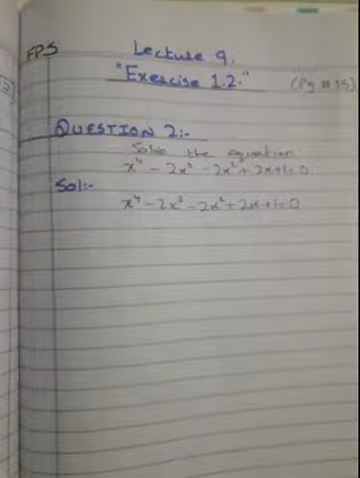 FPS
Lecture 9.
"Exercise 1.2." (Pg # 15)
QUESTION 2:-
Solve the equation
x⁴ - 2x³ - 2x² + 2x + 1 = 0
Sol:-
x⁴ - 2x³ - 2x² + 2x + 1 = 0